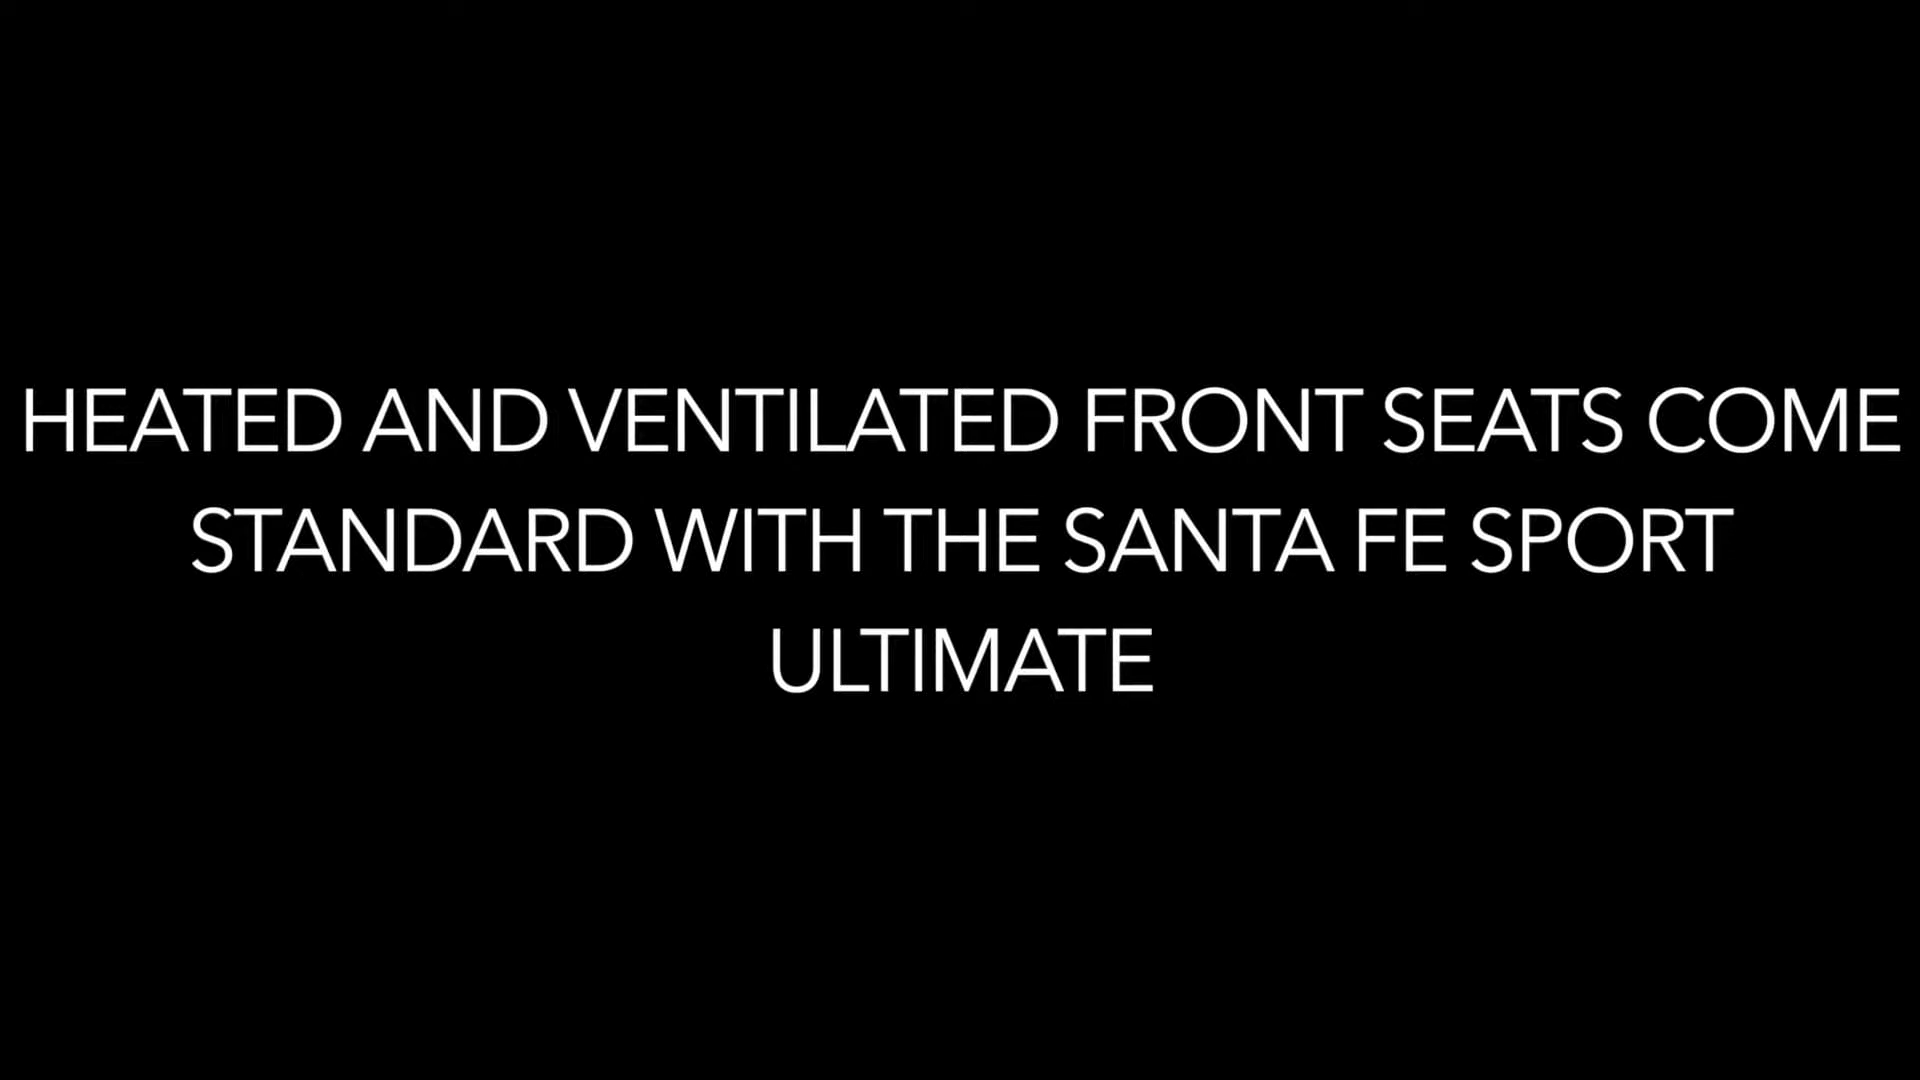 HEATED AND VENTILATED FRONT SEATS COME
STANDARD WITH THE SANTA FE SPORT
ULTIMATE